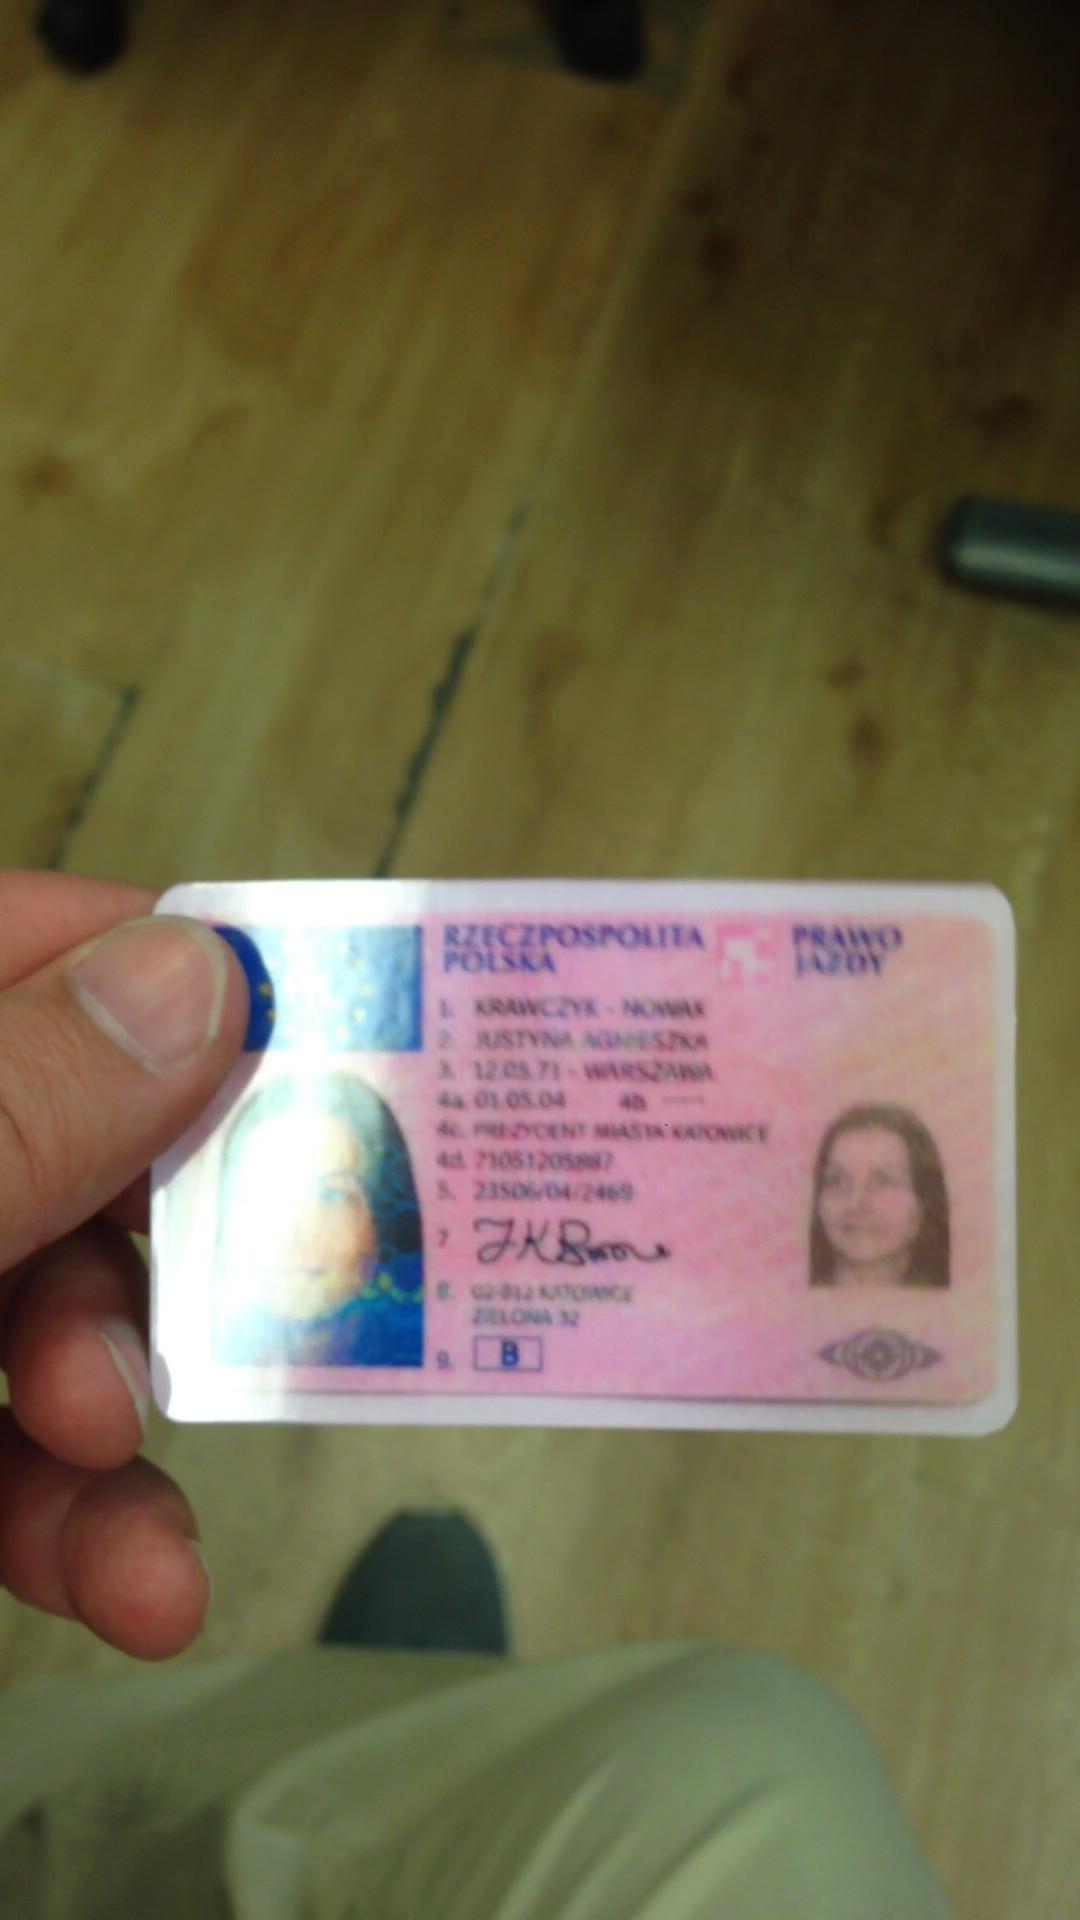 RZECZPOSPOLITA POLSKA
PRAWO JAZDY
1. KRAWCZYK - NOWAK
2. JUSTYNA AGNIESZKA
3. 12.05.71 - WARSZAWA
4a. 01.05.04 4b. ----
4c. PREZYDENT MIASTA KATOWICE
4d. 71051205887
5. 23506/04/2469
7
8. 02-812 KATOWICE
ZIELONA 32
9. B